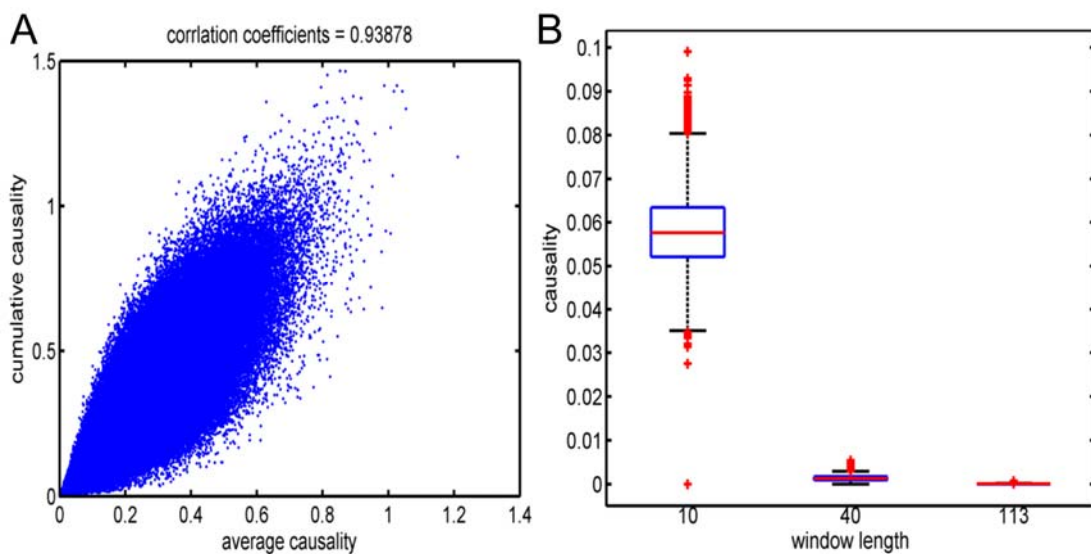 A
corrlation coefficients = 0.93878
1.5
1
0.5
0
cumulative causality
0 0.2 0.4 0.6 0.8 1 1.2 1.4
average causality
B
0.1
0.09
0.08
0.07
0.06
0.05
0.04
0.03
0.02
0.01
0
causality
10 40 113
window length